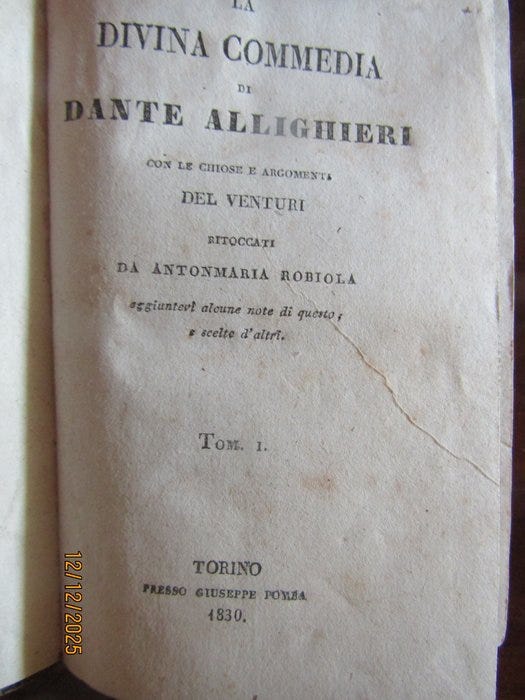 LA
DIVINA COMMEDIA
DI
DANTE ALLIGHIERI
CON LE CHIOSE E ARGOMENTI
DEL VENTURI
RITOCCATI
DA ANTONMARIA ROBIOLA
aggiuntevi alcune note di questo,
e scelte d'altri.
TOM. I.
TORINO
PRESSO GIUSEPPE POMBA
1830.
12/12/2025